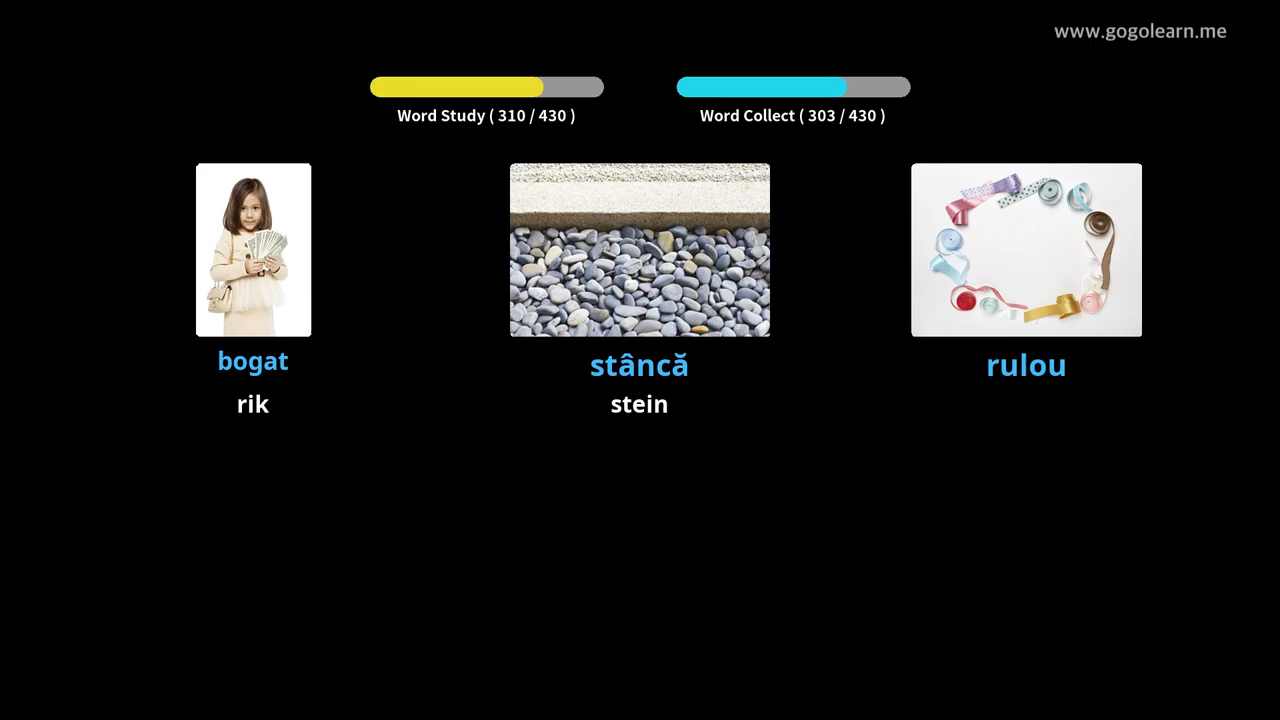 www.gogolearn.me
Word Study ( 310 / 430 )
Word Collect ( 303 / 430 )
bogat
stâncă
rulou
rik
stein